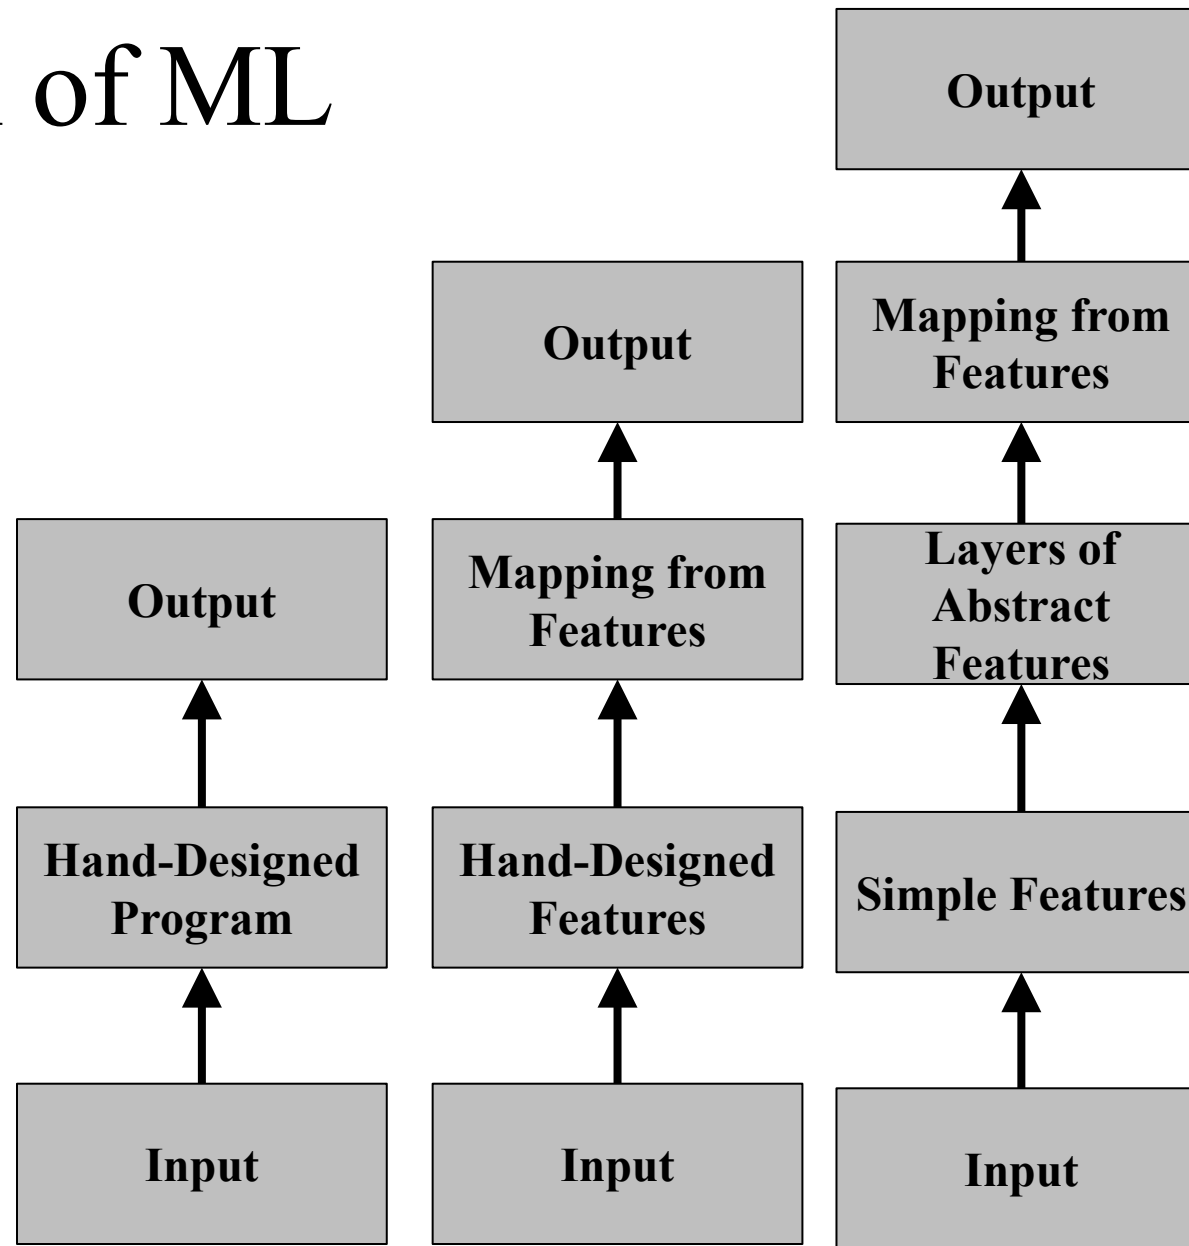 of ML
Output
Mapping from
Features
Layers of
Abstract
Features
Simple Features
Input
Output
Mapping from
Features
Hand-Designed
Features
Input
Output
Hand-Designed
Program
Input